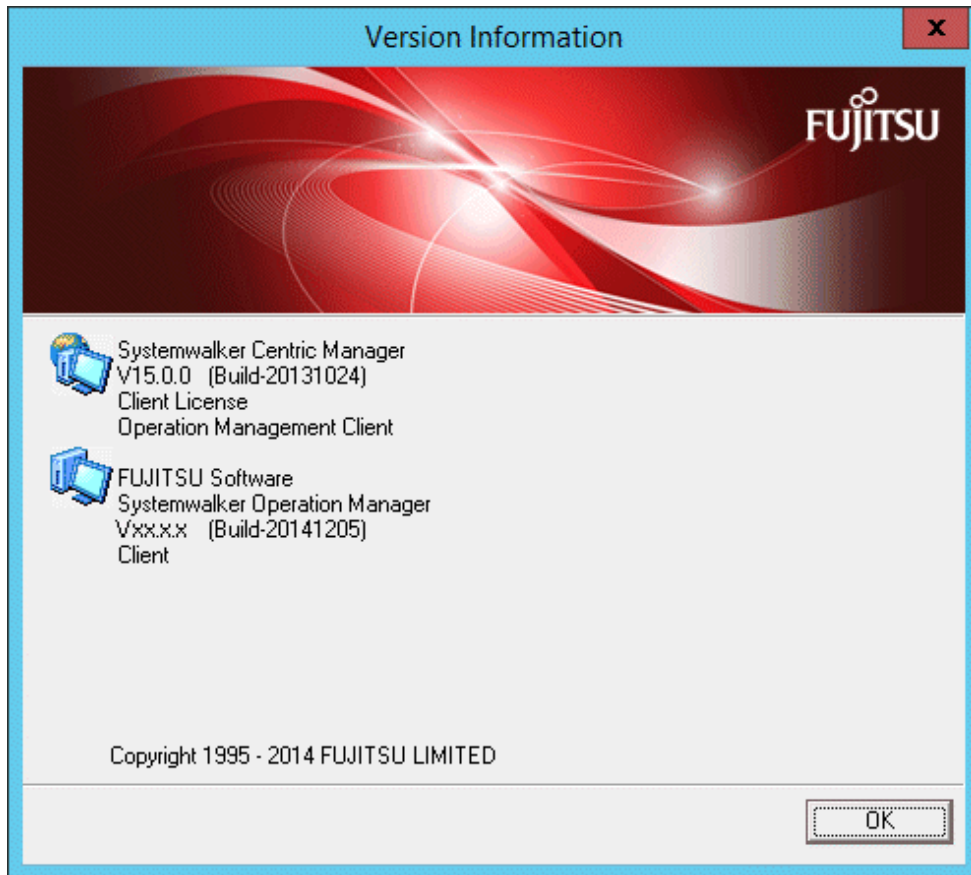 Version Information
x
FUJITSU
Systemwalker Centric Manager
V15.0.0 (Build-20131024)
Client License
Operation Management Client
FUJITSU Software
Systemwalker Operation Manager
Vxx.x.x (Build-20141205)
Client
Copyright 1995 - 2014 FUJITSU LIMITED
OK